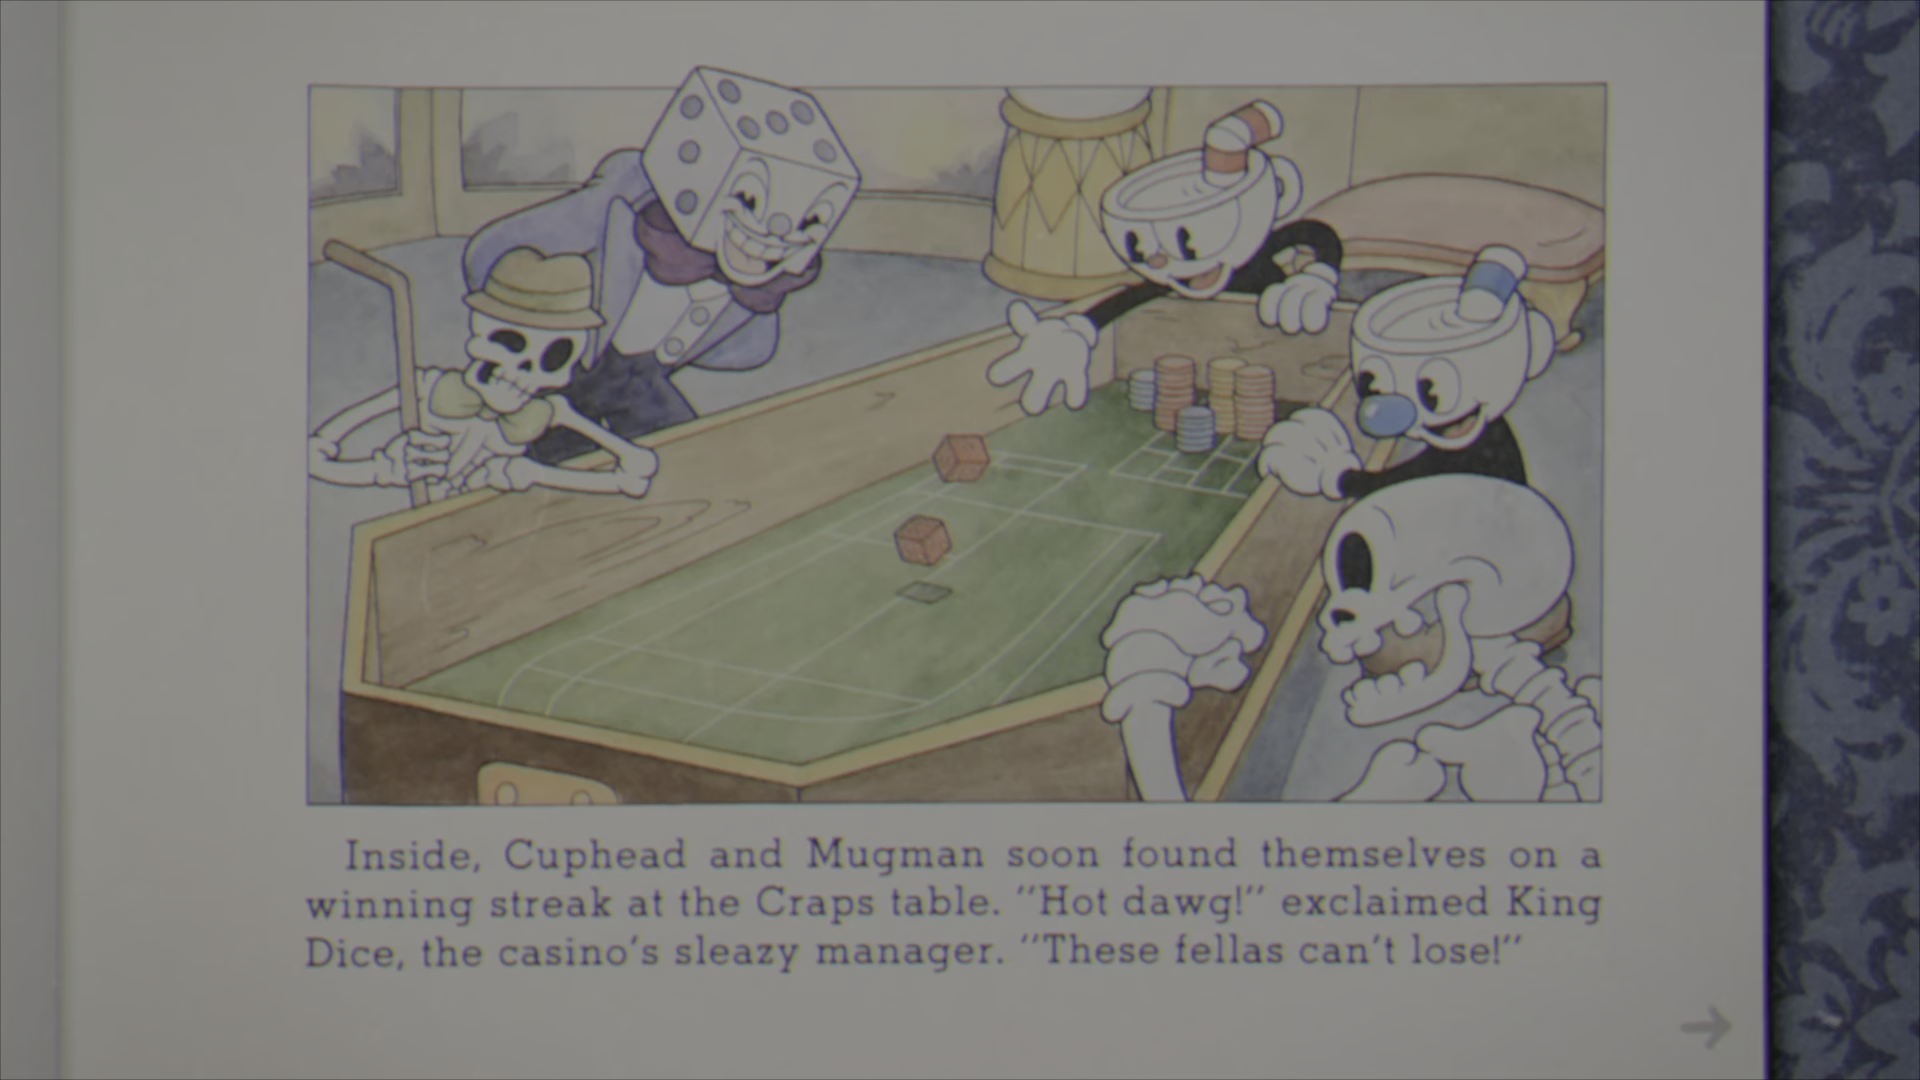 Inside, Cuphead and Mugman soon found themselves on a
winning streak at the Craps table. “Hot dawg!” exclaimed King
Dice, the casino’s sleazy manager. “These fellas can’t lose!”